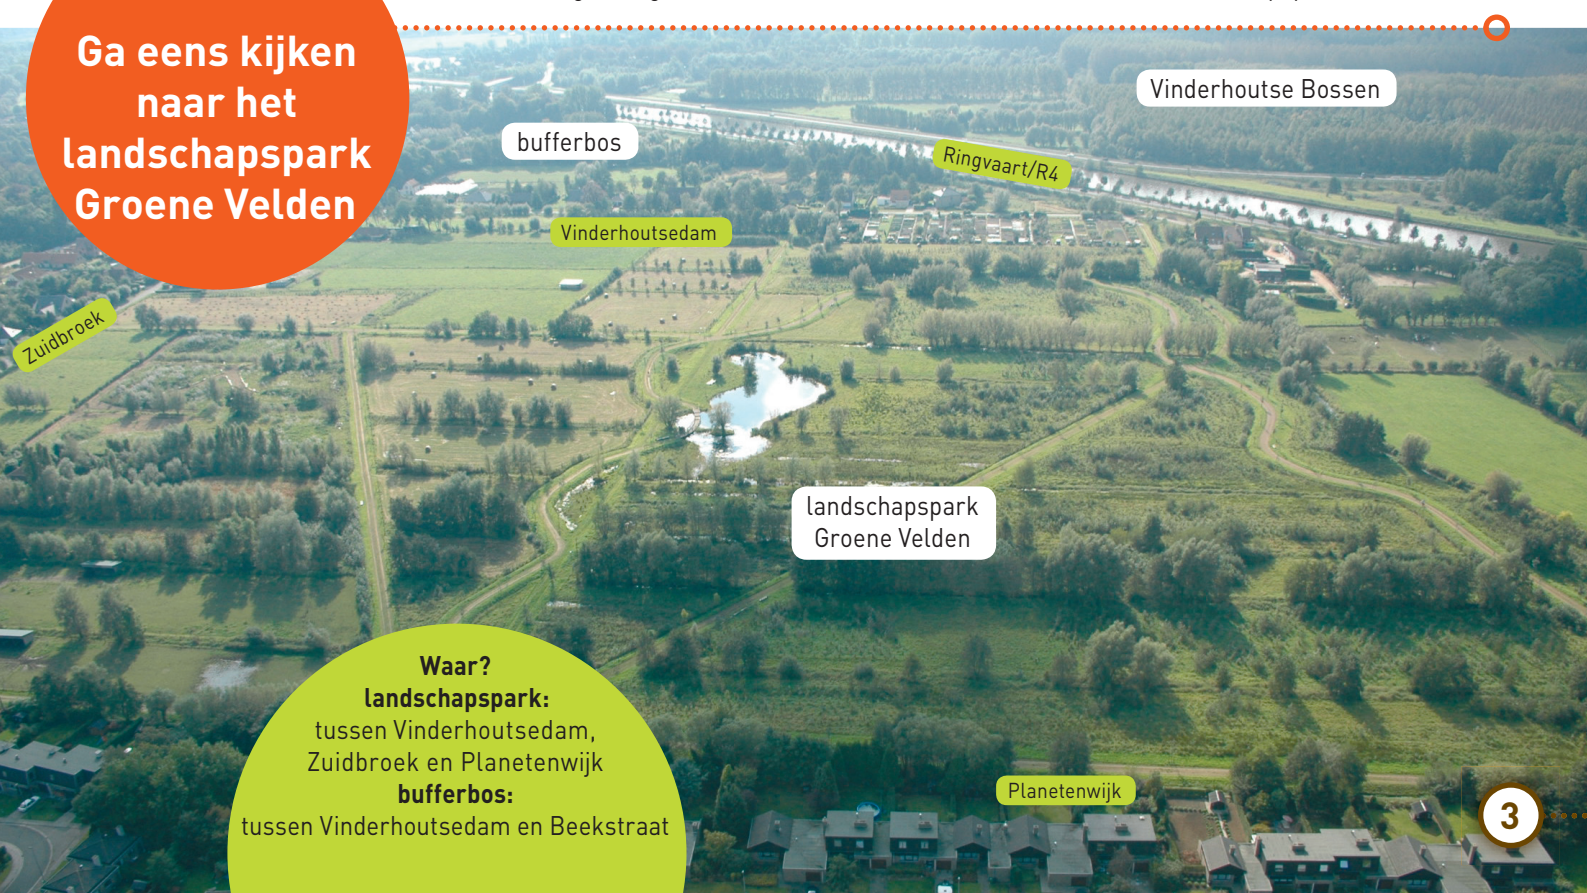 Ga eens kijken
naar het
landschapspark
Groene Velden
Vinderhoutse Bossen
bufferbos
Ringvaart/R4
Vinderhoutsedam
Zuidbroek
landschapspark
Groene Velden
Waar?
landschapspark:
tussen Vinderhoutsedam,
Zuidbroek en Planetenwijk
bufferbos:
tussen Vinderhoutsedam en Beekstraat
Planetenwijk
3